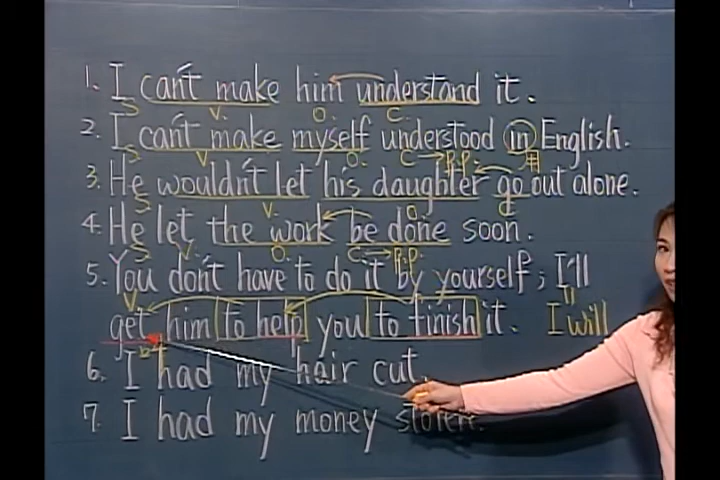 1. I can't make him understand it.
S V. O. C.
2. I can't make myself understood in English.
S V O. C → P.P. 用
3. He wouldn't let his daughter go out alone.
S V. O. C
4. He let the work be done soon.
S V. O. C → P.P.
5. You don't have to do it by yourself; I'll
V
get him to help you to finish it. I will
6. I had my hair cut.
7. I had my money stolen.